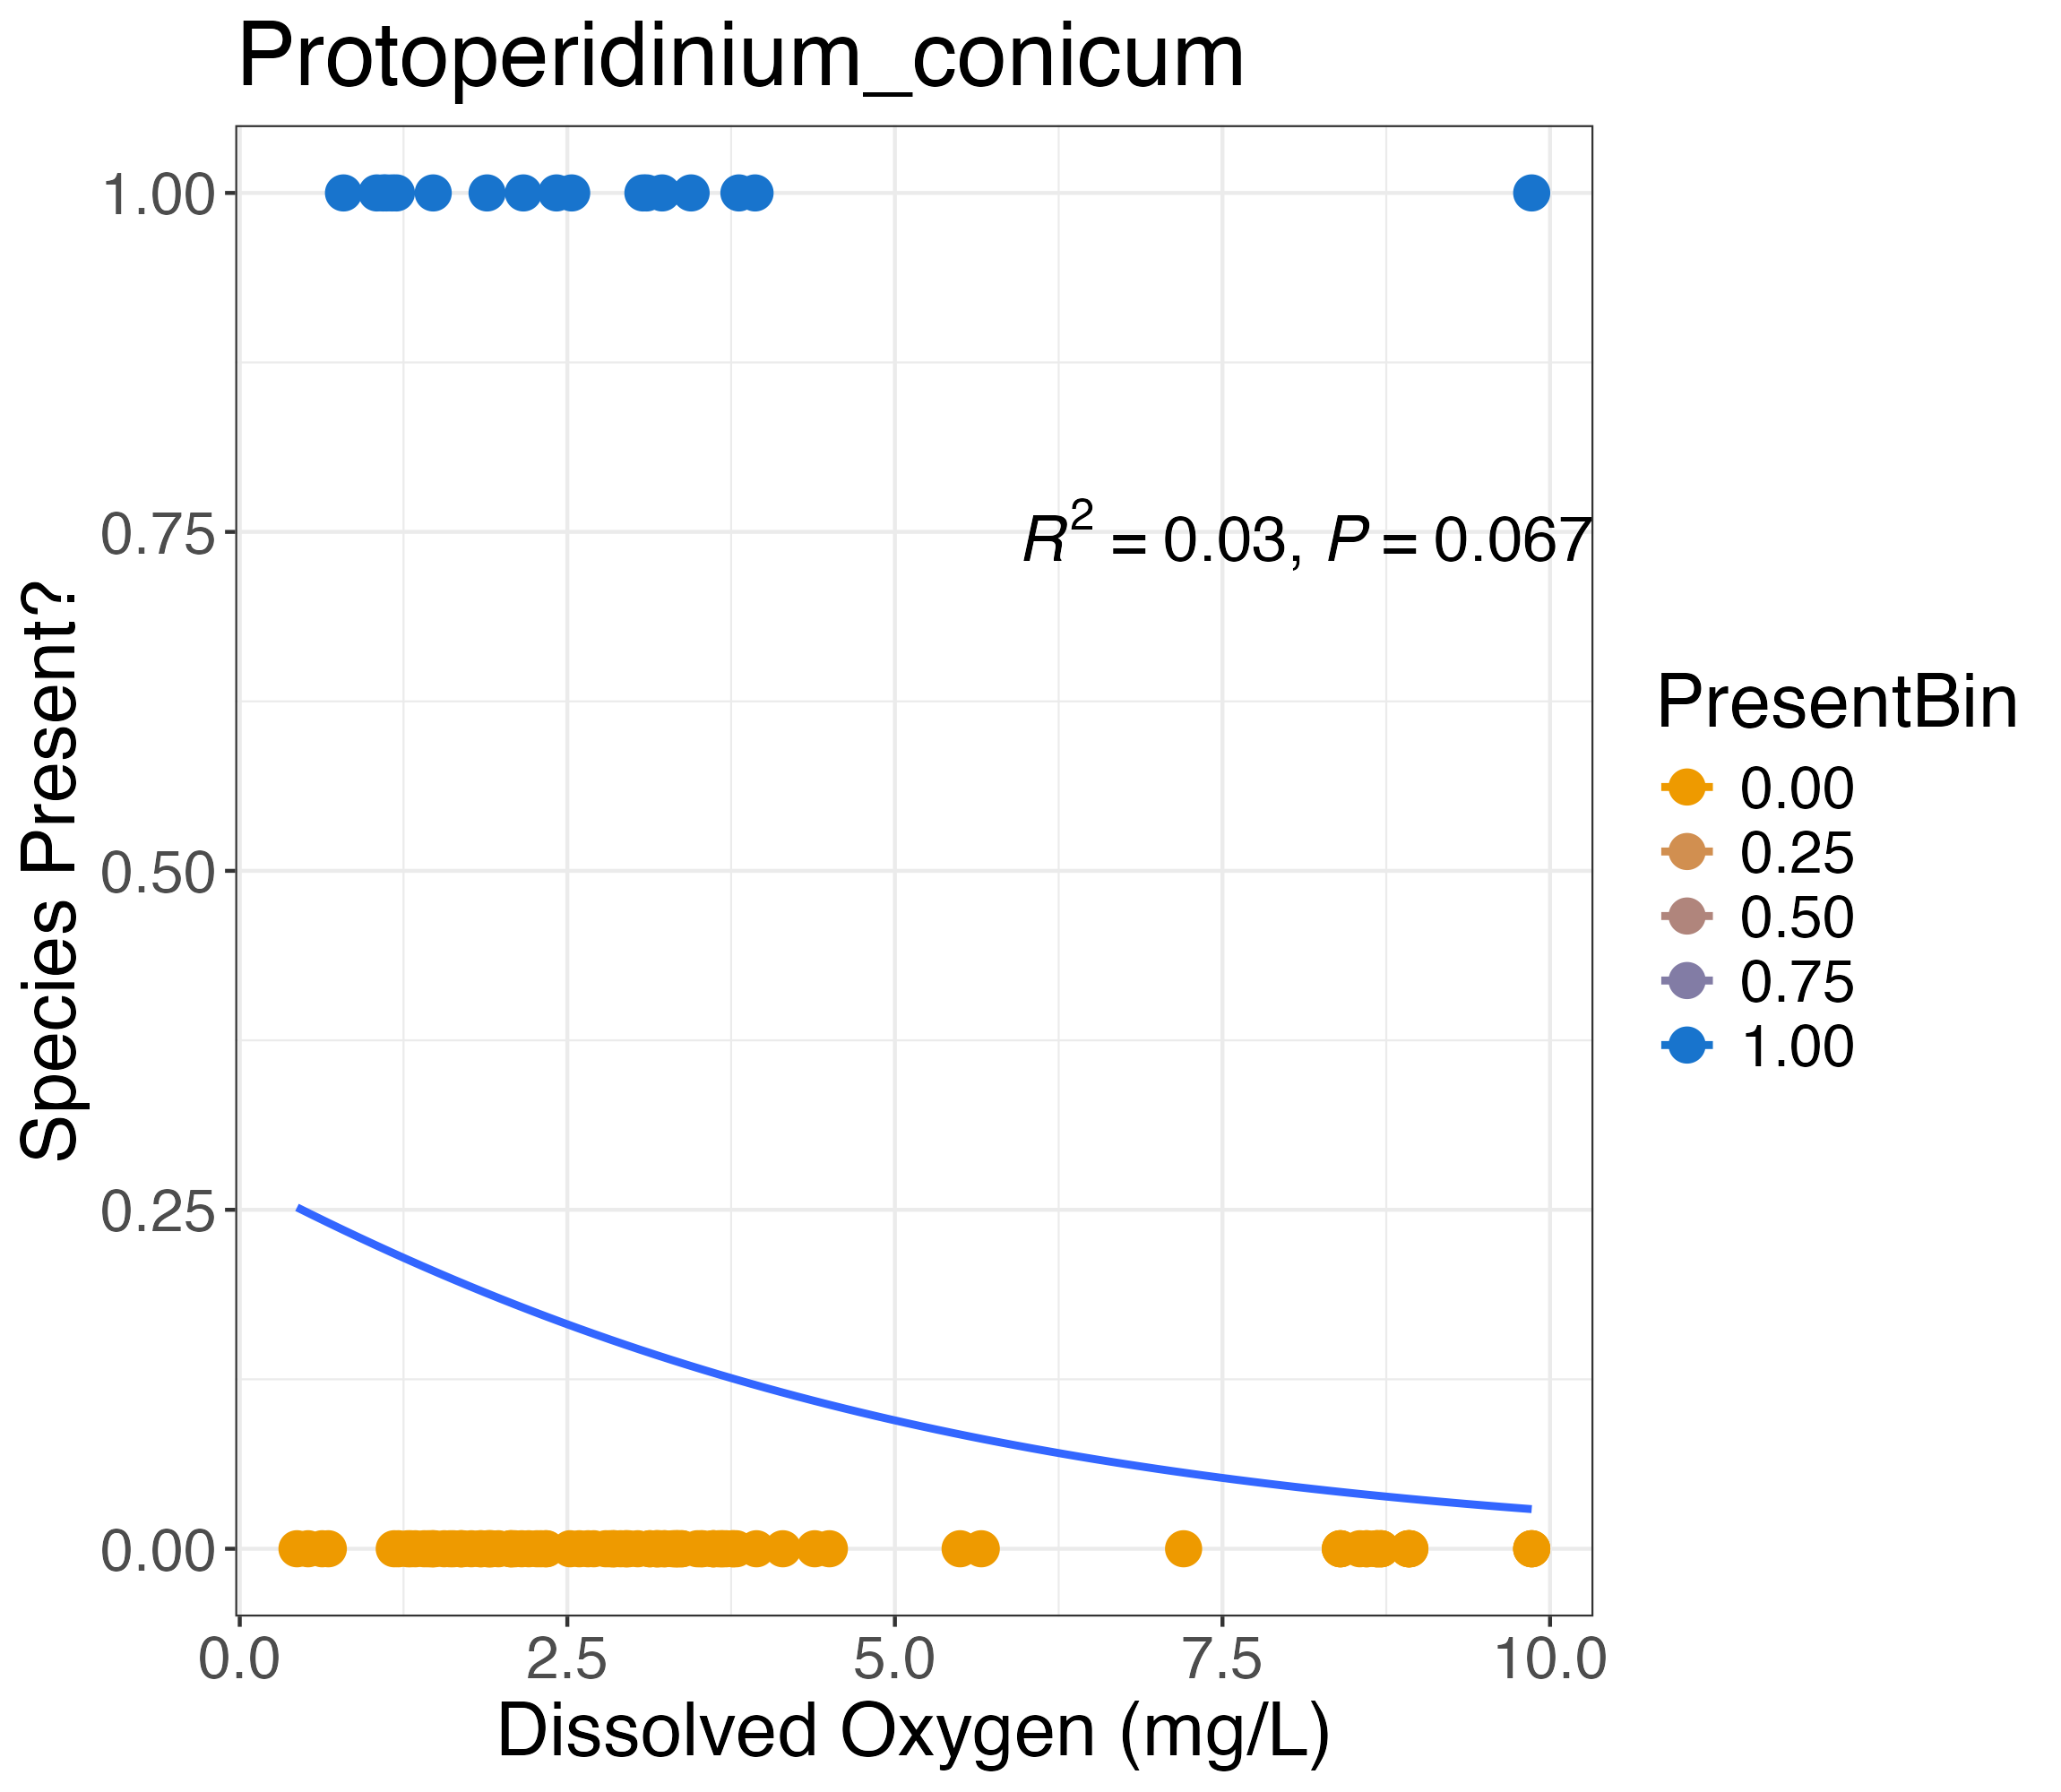 Protoperidinium_conicum
1.00
0.75
0.50
0.25
0.00
Species Present?
R² = 0.03, P = 0.067
0.0 2.5 5.0 7.5 10.0
Dissolved Oxygen (mg/L)
PresentBin
0.00
0.25
0.50
0.75
1.00